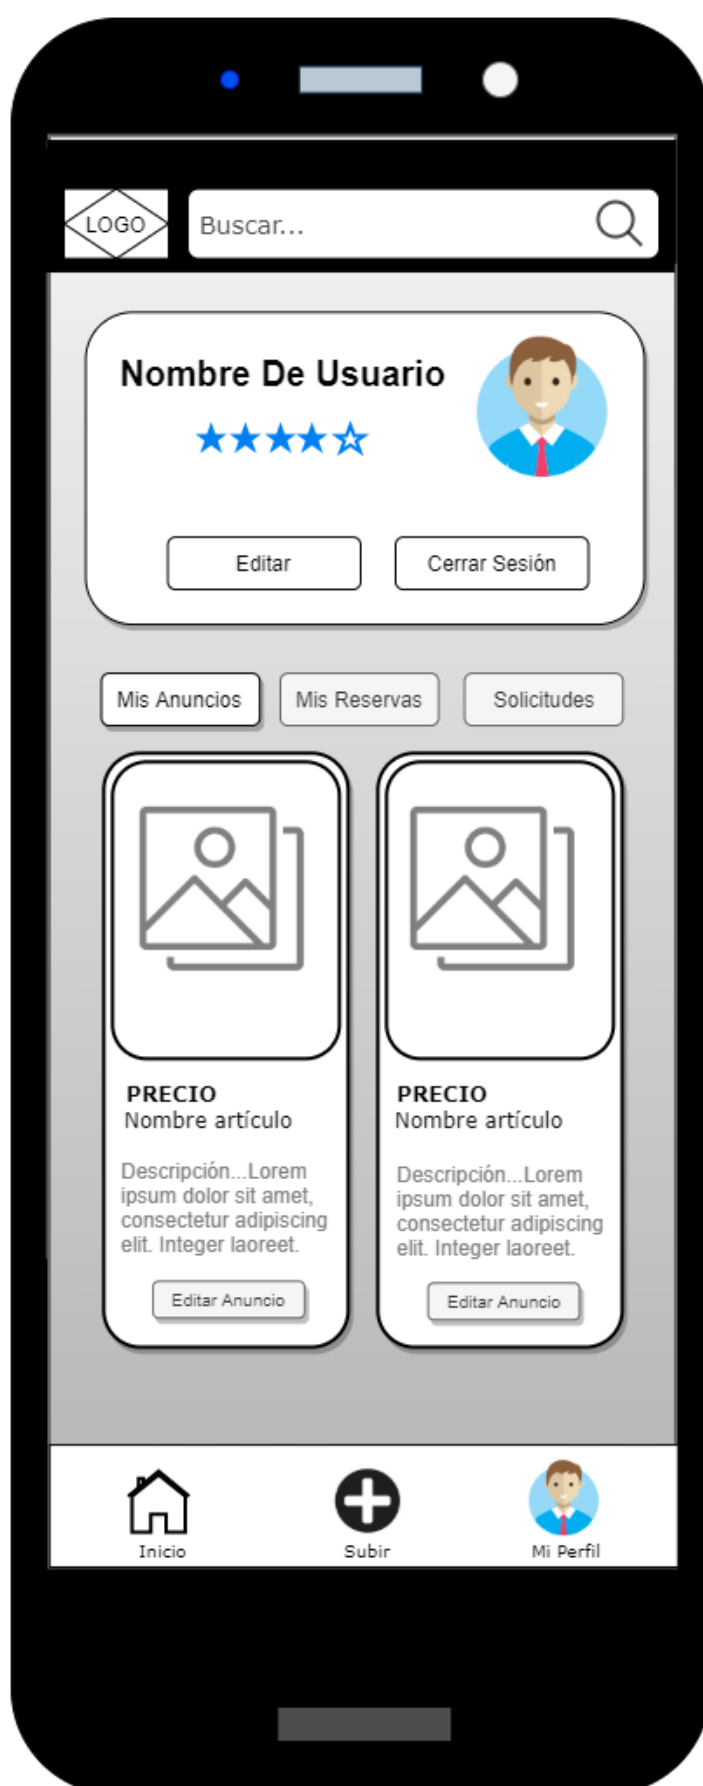 LOGO
Buscar...
Nombre De Usuario
Editar
Cerrar Sesión
Mis Anuncios
Mis Reservas
Solicitudes
PRECIO
Nombre artículo
Descripción...Lorem
ipsum dolor sit amet,
consectetur adipiscing
elit. Integer laoreet.
Editar Anuncio
PRECIO
Nombre artículo
Descripción...Lorem
ipsum dolor sit amet,
consectetur adipiscing
elit. Integer laoreet.
Editar Anuncio
Inicio
Subir
Mi Perfil